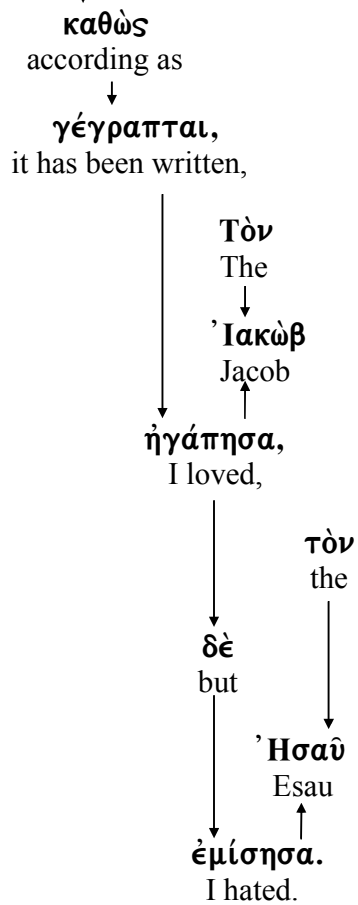 καθὼς
according as
γέγραπται,
it has been written,
Τὸν
The
Ἰακὼβ
Jacob
ἠγάπησα,
I loved,
τὸν
the
δὲ
but
Ἠσαῦ
Esau
ἐμίσησα.
I hated.